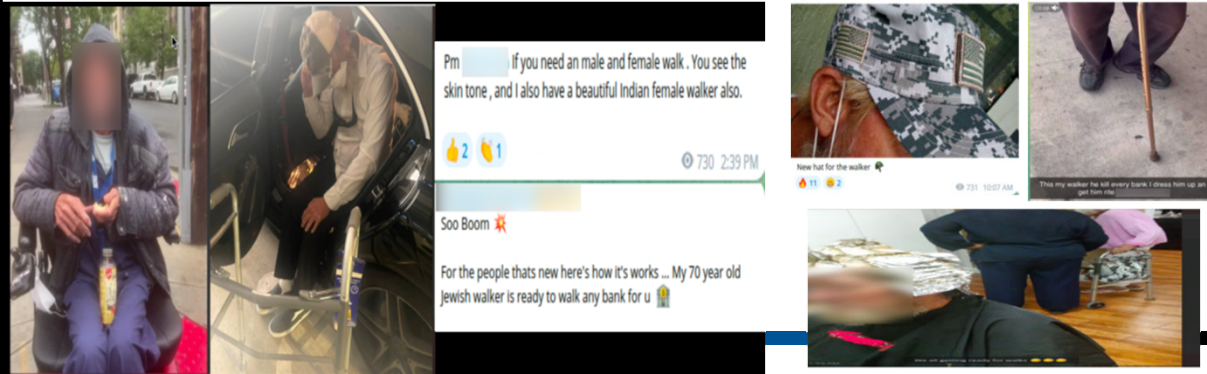 Pm If you need an male and female walk . You see the
skin tone , and I also have a beautiful Indian female walker also.
👍 2 👏 1
730 2:39 PM
Soo Boom 💥
For the people thats new here's how it's works ... My 70 year old
Jewish walker is ready to walk any bank for u 🏦
New hat for the walker 🪖
🔥 11 🌞 2
731 10:07 AM
This my walker he kill every bank I dress him up an
get him rite